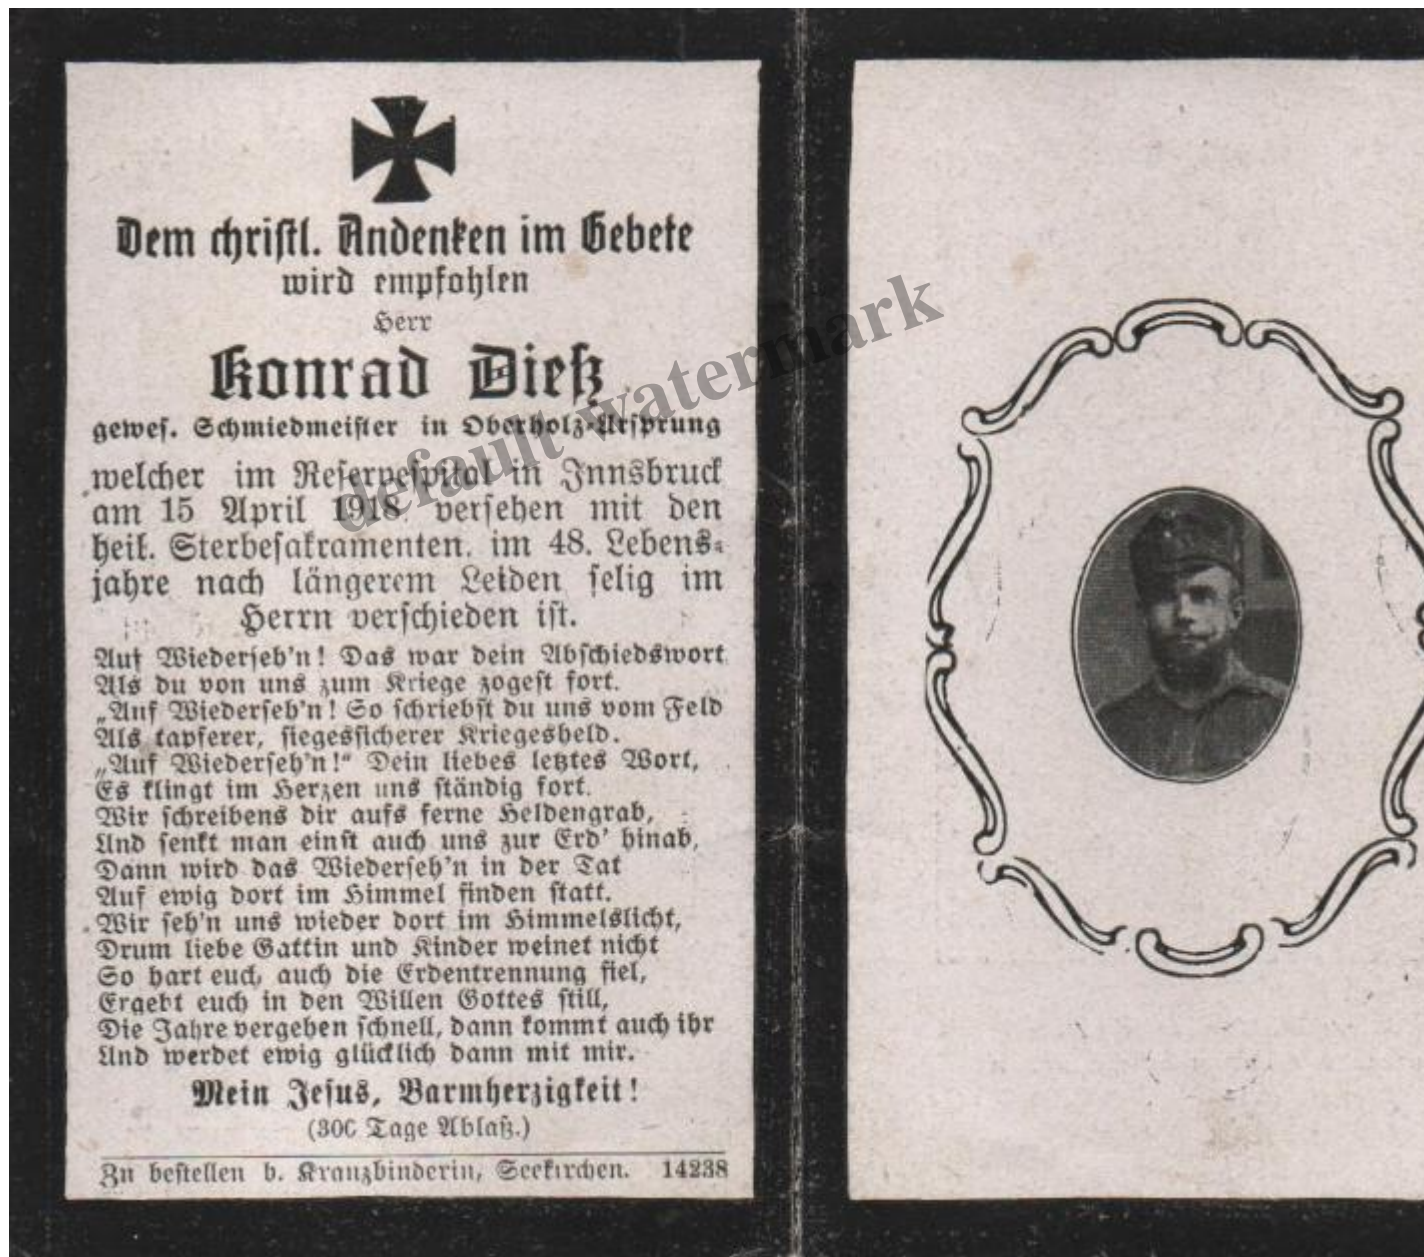 Dem christl. Andenken im Gebete
wird empfohlen
Herr
Konrad Dieß
gewes. Schmiedmeister in Oberholz-Ursprung
welcher im Reservespital in Innsbruck
am 15 April 1918. versehen mit den
heil. Sterbesakramenten, im 48. Lebens-
jahre nach längerem Leiden selig im
Herrn verschieden ist.
Auf Wiederseh'n! Das war dein Abschiedswort
Als du von uns zum Kriege zogest fort.
„Auf Wiederseh'n! So schriebst du uns vom Feld
Als tapferer, siegessicherer Kriegesheld.
„Auf Wiederseh'n!“ Dein liebes letztes Wort,
Es klingt im Herzen uns ständig fort.
Wir schreibens dir aufs ferne Heldengrab,
Und senkt man einst auch uns zur Erd' hinab,
Dann wird das Wiederseh'n in der Tat
Auf ewig dort im Himmel finden statt.
Wir seh'n uns wieder dort im Himmelslicht,
Drum liebe Gattin und Kinder weinet nicht
So hart euch auch die Erdentrennung fiel,
Ergebt euch in den Willen Gottes still,
Die Jahre vergehen schnell, dann kommt auch ihr
Und werdet ewig glücklich dann mit mir.
Mein Jesus, Barmherzigkeit!
(300 Tage Ablaß.)
Zu bestellen b. Kranzbinderin, Seekirchen. 14238
default watermark